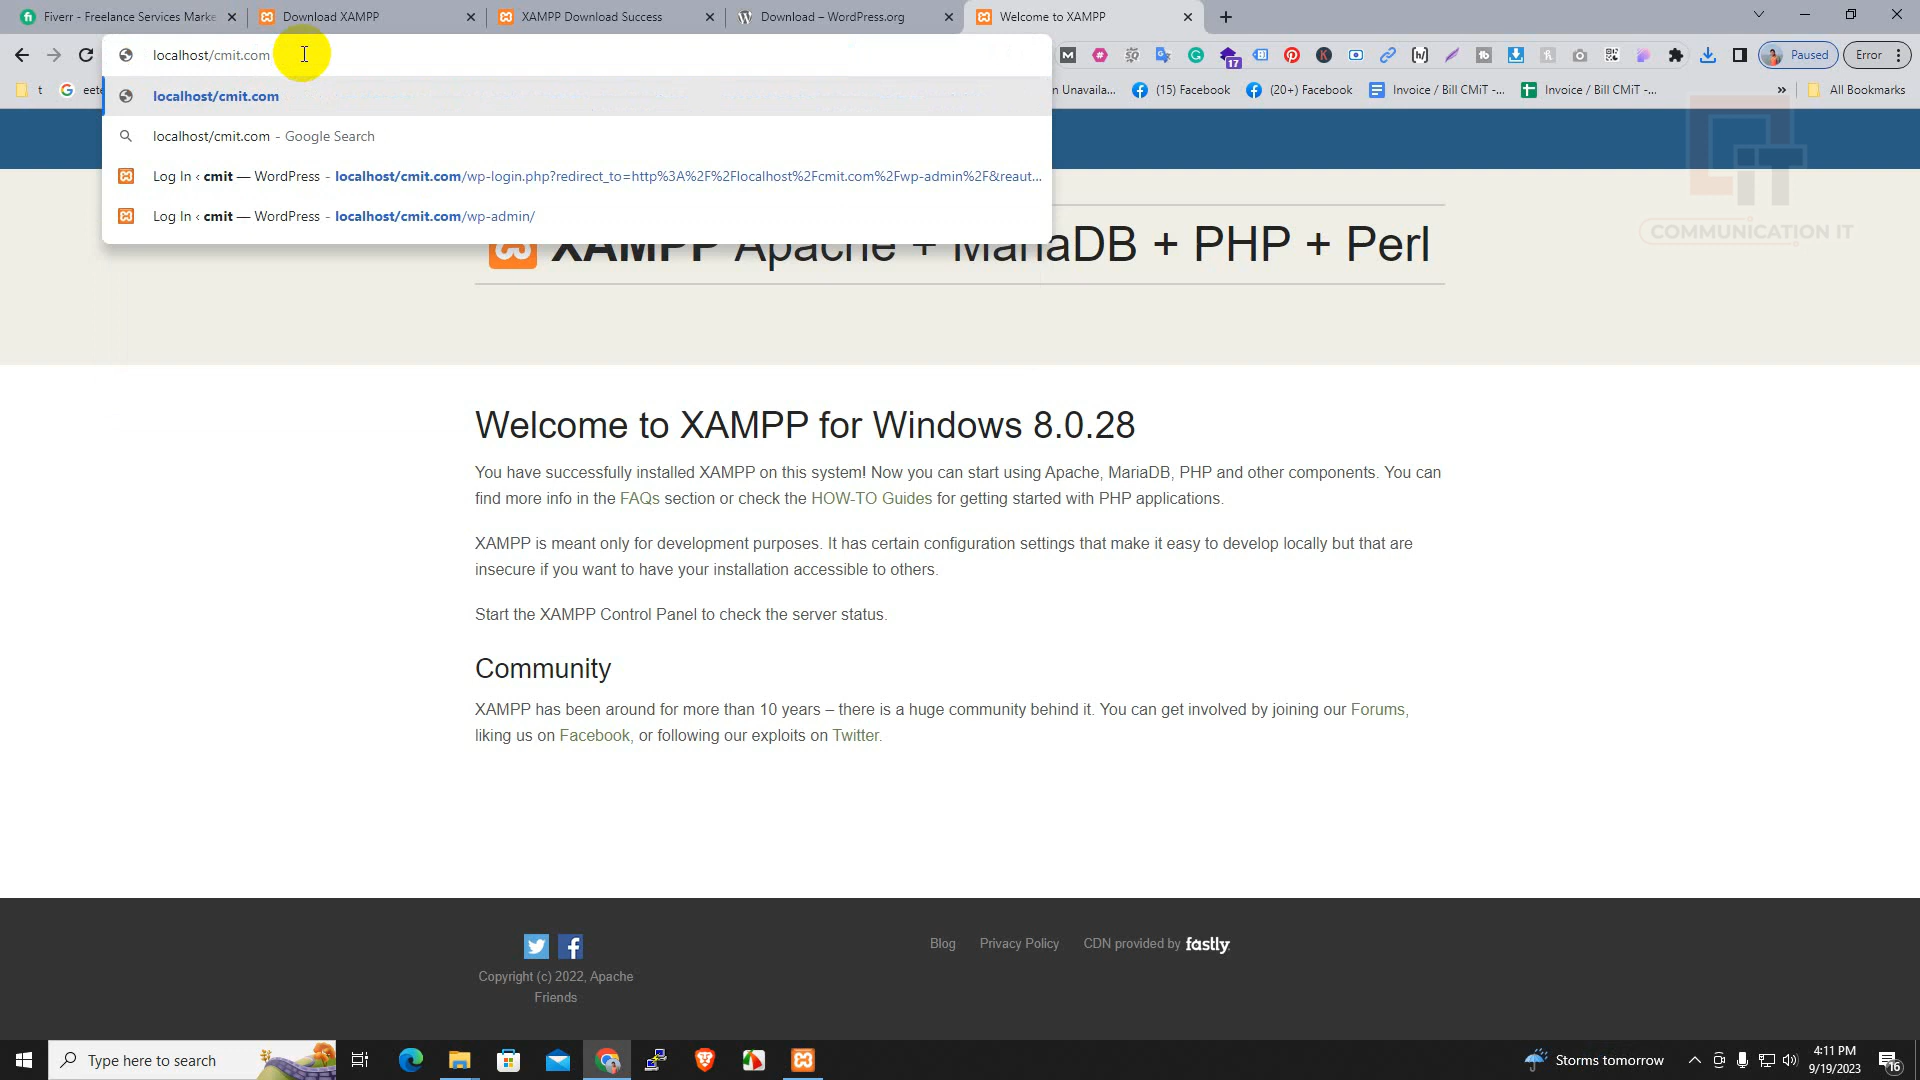 Fiverr - Freelance Services Marke
Download XAMPP
XAMPP Download Success
Download – WordPress.org
Welcome to XAMPP
localhost/cmit.com
Paused
Error
t
eete
localhost/cmit.com
n Unavaila...
(15) Facebook
(20+) Facebook
Invoice / Bill CMiT -...
Invoice / Bill CMiT -...
»
All Bookmarks
17
localhost/cmit.com - Google Search
Log In ‹ cmit — WordPress - localhost/cmit.com/wp-login.php?redirect_to=http%3A%2F%2Flocalhost%2Fcmit.com%2Fwp-admin%2F&reaut...
Log In ‹ cmit — WordPress - localhost/cmit.com/wp-admin/
COMMUNICATION IT
XAMPP Apache + MariaDB + PHP + Perl
Welcome to XAMPP for Windows 8.0.28
You have successfully installed XAMPP on this system! Now you can start using Apache, MariaDB, PHP and other components. You can
find more info in the FAQs section or check the HOW-TO Guides for getting started with PHP applications.
XAMPP is meant only for development purposes. It has certain configuration settings that make it easy to develop locally but that are
insecure if you want to have your installation accessible to others.
Start the XAMPP Control Panel to check the server status.
Community
XAMPP has been around for more than 10 years – there is a huge community behind it. You can get involved by joining our Forums,
liking us on Facebook, or following our exploits on Twitter.
Blog
Privacy Policy
CDN provided by fastly
Copyright (c) 2022, Apache
Friends
Type here to search
Storms tomorrow
4:11 PM
9/19/2023
16